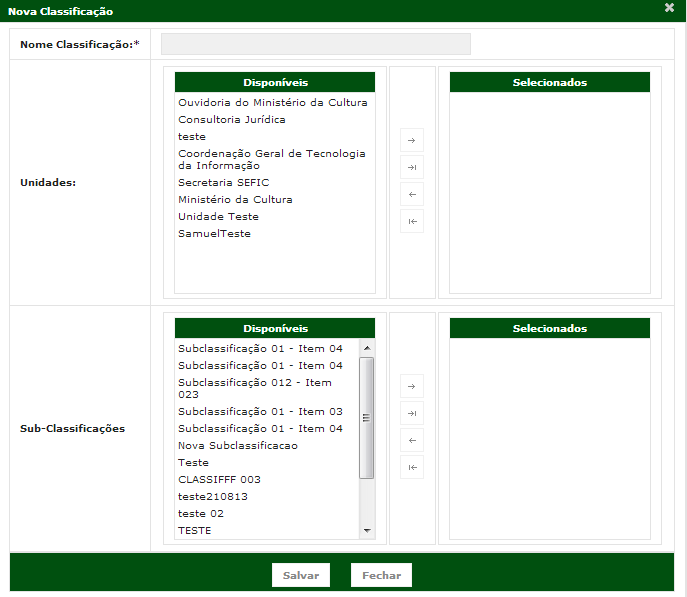 Nova Classificação
Nome Classificação:*
Unidades:
Disponíveis
Ouvidoria do Ministério da Cultura
Consultoria Jurídica
teste
Coordenação Geral de Tecnologia
da Informação
Secretaria SEFIC
Ministério da Cultura
Unidade Teste
SamuelTeste
Selecionados
Sub-Classificações
Disponíveis
Subclassificação 01 - Item 04
Subclassificação 01 - Item 04
Subclassificação 012 - Item
023
Subclassificação 01 - Item 03
Subclassificação 01 - Item 04
Nova Subclassificacao
Teste
CLASSIFFF 003
teste210813
teste 02
TESTE
Selecionados
Salvar
Fechar